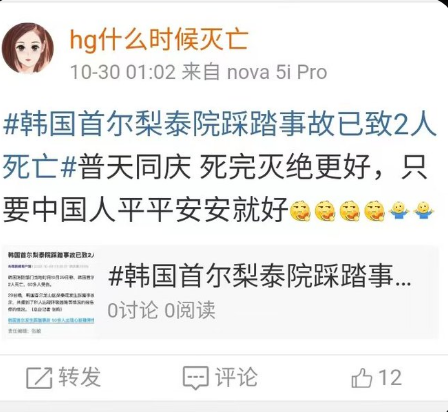 hg什么时候灭亡
10-30 01:02 来自 nova 5i Pro
#韩国首尔梨泰院踩踏事故已致2人
死亡#普天同庆 死完灭绝更好，只
要中国人平平安安就好
韩国首尔梨泰院踩踏事故已致2人
#韩国首尔梨泰院踩踏事...
0讨论 0阅读
转发
评论
12